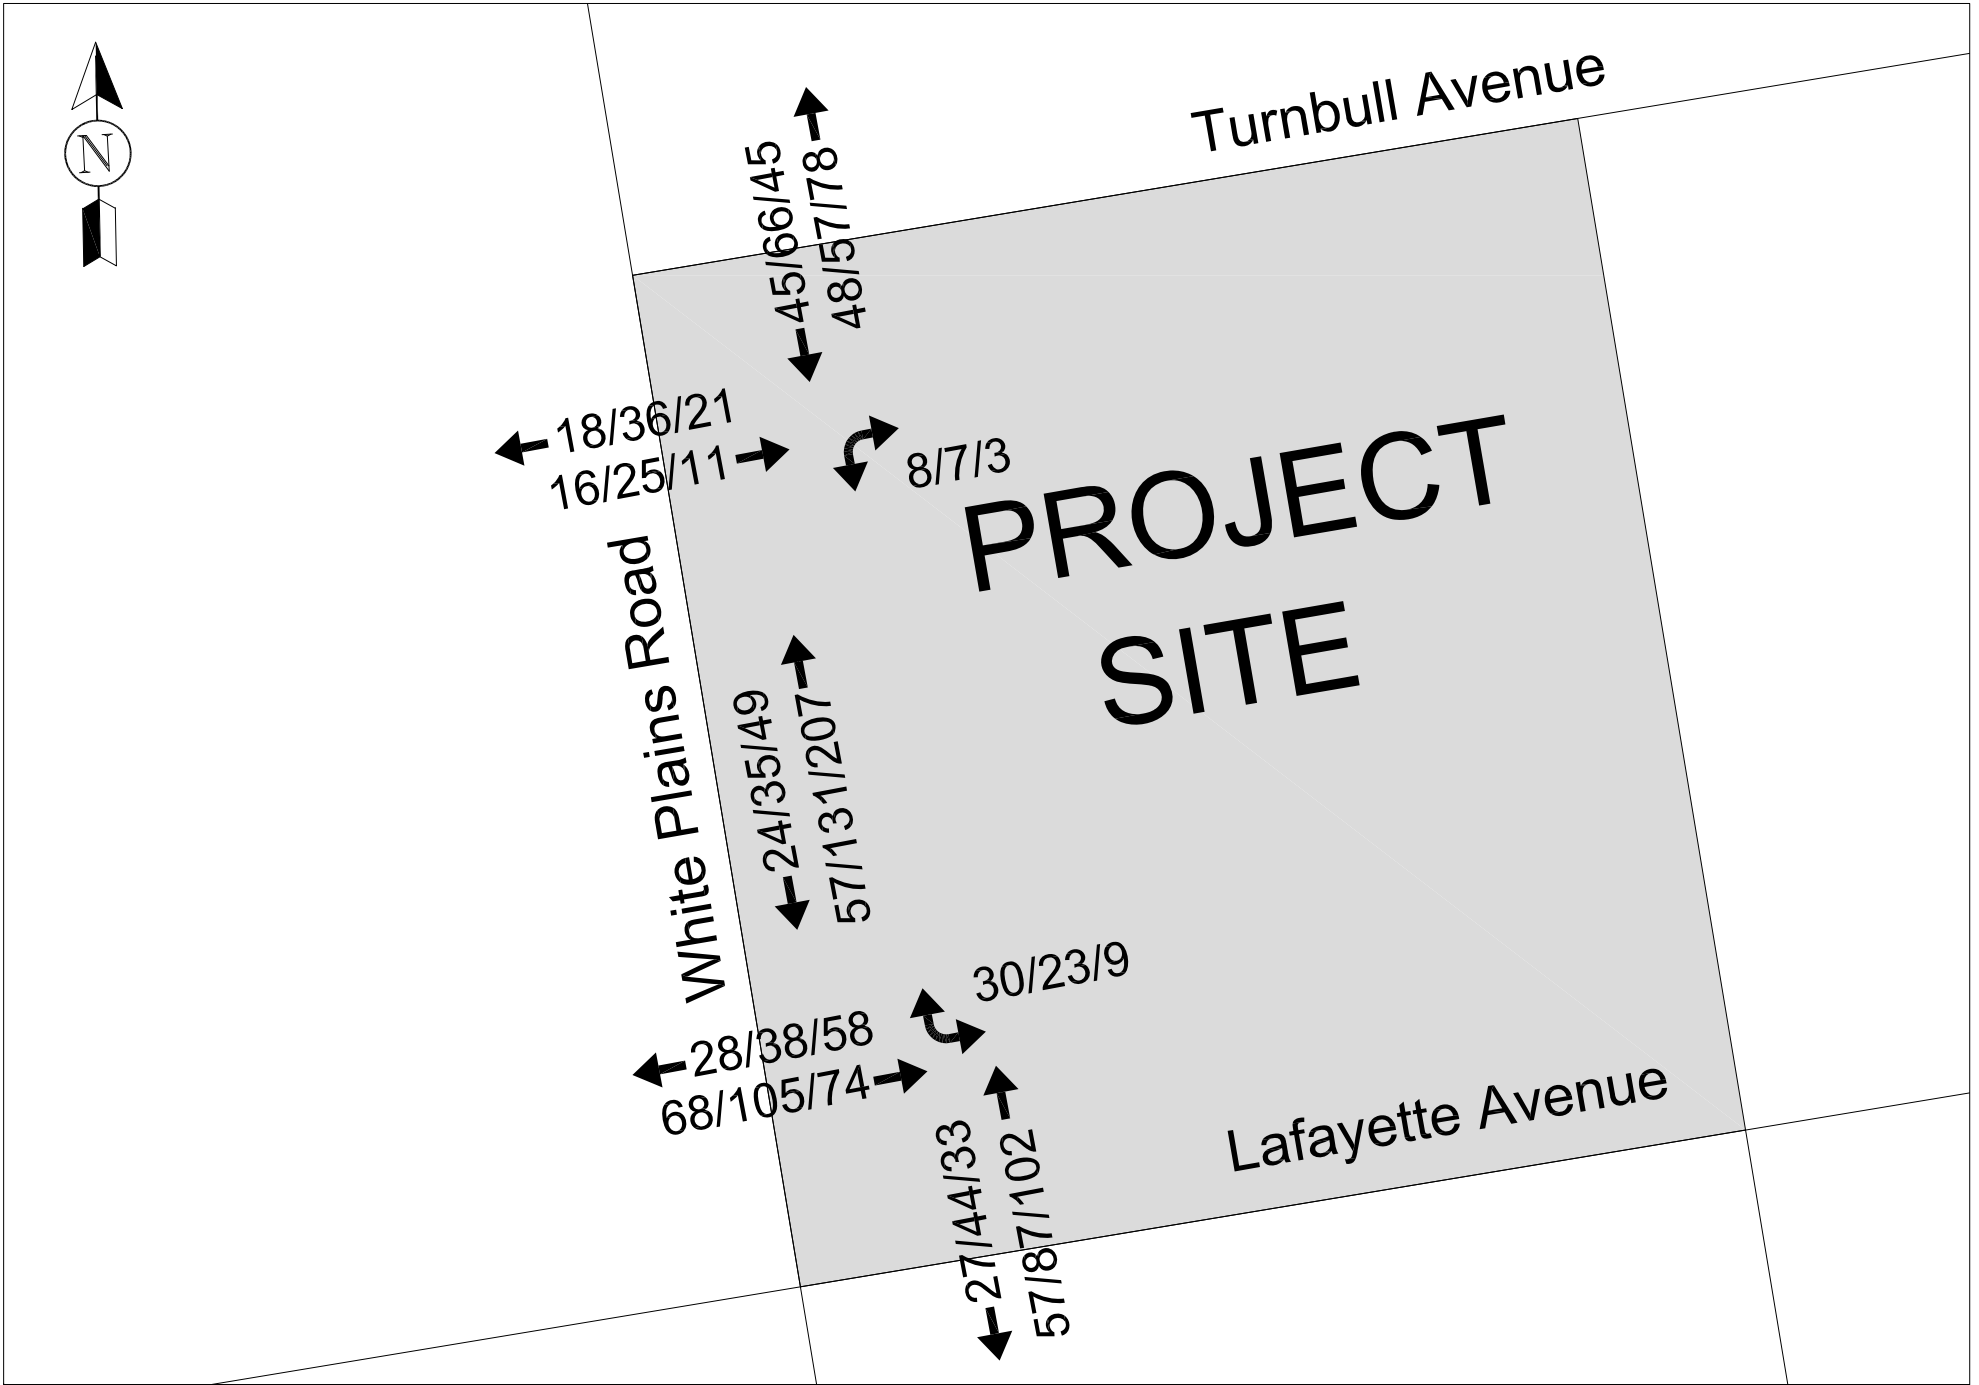 N
Turnbull Avenue
45/66/45
48/57/78
18/36/21
16/25/11
8/7/3
PROJECT
SITE
White Plains Road
24/35/49
57/131/207
30/23/9
28/38/58
68/105/74
Lafayette Avenue
27/44/33
57/87/102